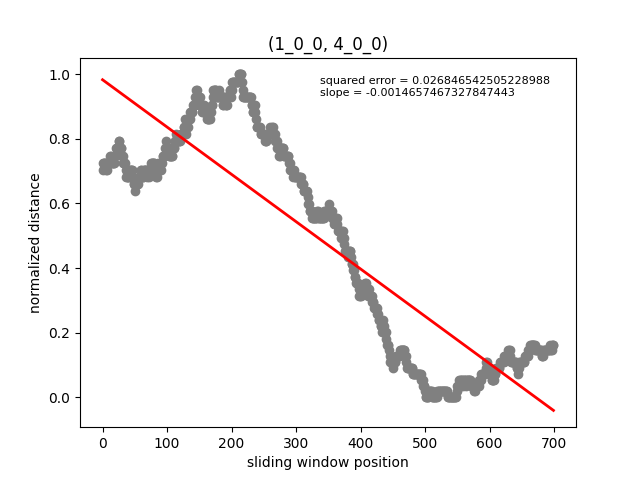 (1_0_0, 4_0_0)
squared error = 0.026846542505228988
slope = -0.0014657467327847443
1.0
0.8
0.6
0.4
0.2
0.0
normalized distance
0 100 200 300 400 500 600 700
sliding window position